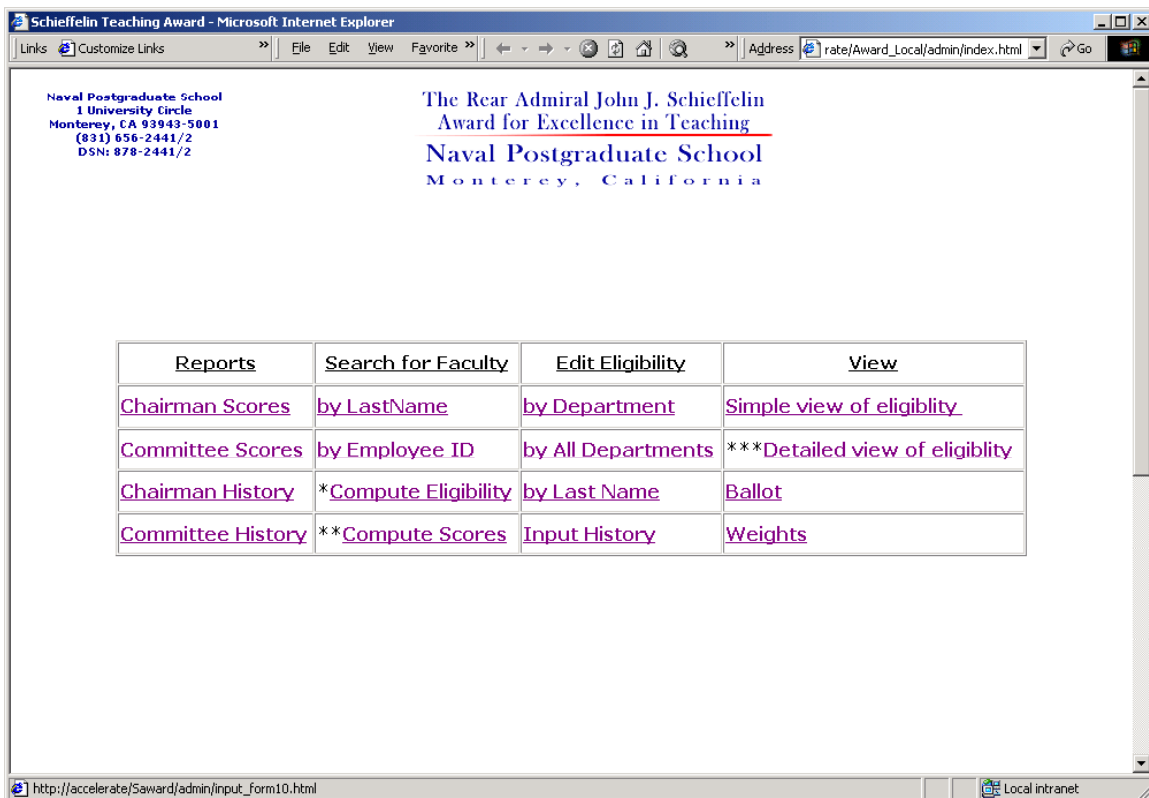 Schieffelin Teaching Award - Microsoft Internet Explorer
Links Customize Links » File Edit View Favorite » » Address rate/Award_Local/admin/index.html Go
Naval Postgraduate School
1 University Circle
Monterey, CA 93943-5001
(831) 656-2441/2
DSN: 878-2441/2
The Rear Admiral John J. Schieffelin
Award for Excellence in Teaching
Naval Postgraduate School
Monterey, California
Reports Search for Faculty Edit Eligibility View
Chairman Scores by LastName by Department Simple view of eligiblity
Committee Scores by Employee ID by All Departments ***Detailed view of eligiblity
Chairman History *Compute Eligibility by Last Name Ballot
Committee History **Compute Scores Input History Weights
http://accelerate/Saward/admin/input_form10.html Local intranet